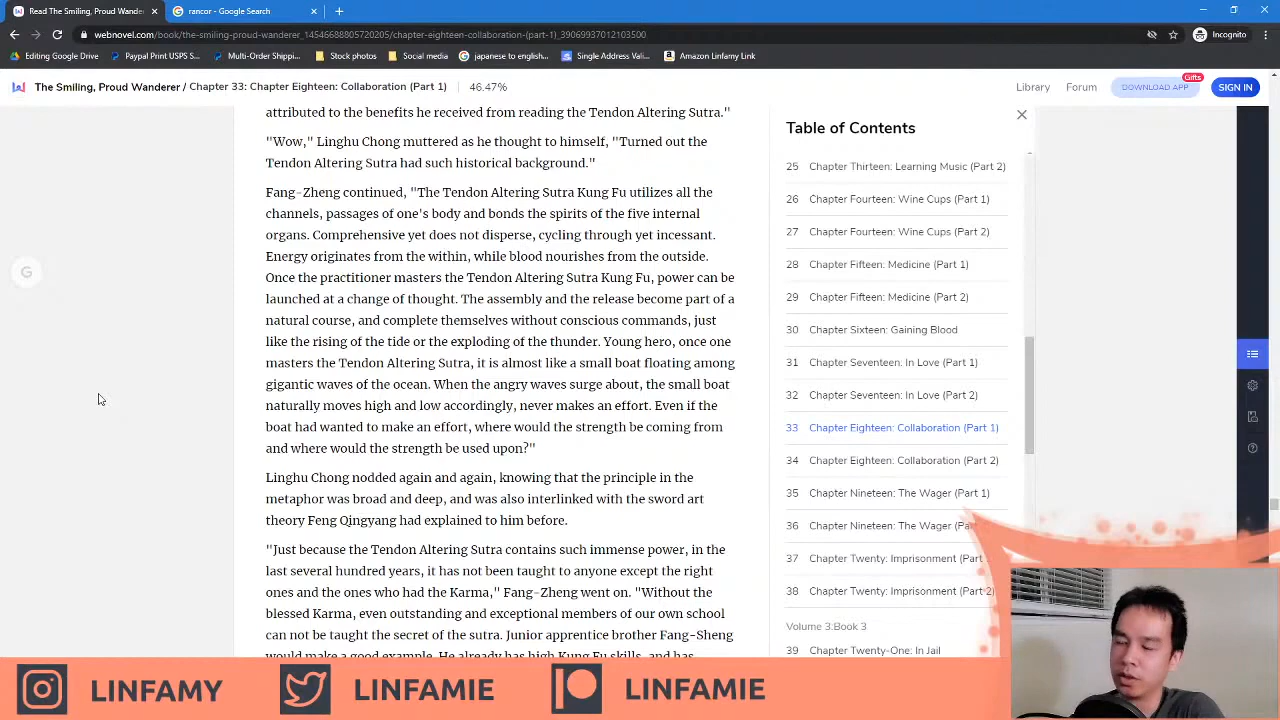 Read The Smiling, Proud Wander
rancor - Google Search
webnovel.com/book/the-smiling-proud-wanderer_14546688805720205/chapter-eighteen-collaboration-(part-1)_39069937012103500
Incognito
Editing Google Drive
Paypal Print USPS S...
Multi-Order Shippi...
Stock photos
Social media
japanese to english...
Single Address Vali...
Amazon Linfamy Link
The Smiling, Proud Wanderer / Chapter 33: Chapter Eighteen: Collaboration (Part 1)
46.47%
Library
Forum
DOWNLOAD APP
Gifts
SIGN IN
attributed to the benefits he received from reading the Tendon Altering Sutra."
"Wow," Linghu Chong muttered as he thought to himself, "Turned out the
Tendon Altering Sutra had such historical background."
Fang-Zheng continued, "The Tendon Altering Sutra Kung Fu utilizes all the
channels, passages of one's body and bonds the spirits of the five internal
organs. Comprehensive yet does not disperse, cycling through yet incessant.
Energy originates from the within, while blood nourishes from the outside.
Once the practitioner masters the Tendon Altering Sutra Kung Fu, power can be
launched at a change of thought. The assembly and the release become part of a
natural course, and complete themselves without conscious commands, just
like the rising of the tide or the exploding of the thunder. Young hero, once one
masters the Tendon Altering Sutra, it is almost like a small boat floating among
gigantic waves of the ocean. When the angry waves surge about, the small boat
naturally moves high and low accordingly, never makes an effort. Even if the
boat had wanted to make an effort, where would the strength be coming from
and where would the strength be used upon?"
Linghu Chong nodded again and again, knowing that the principle in the
metaphor was broad and deep, and was also interlinked with the sword art
theory Feng Qingyang had explained to him before.
"Just because the Tendon Altering Sutra contains such immense power, in the
last several hundred years, it has not been taught to anyone except the right
ones and the ones who had the Karma," Fang-Zheng went on. "Without the
blessed Karma, even outstanding and exceptional members of our own school
can not be taught the secret of the sutra. Junior apprentice brother Fang-Sheng
would make a good example. He already has high Kung Fu skills, and has
Table of Contents
25 Chapter Thirteen: Learning Music (Part 2)
26 Chapter Fourteen: Wine Cups (Part 1)
27 Chapter Fourteen: Wine Cups (Part 2)
28 Chapter Fifteen: Medicine (Part 1)
29 Chapter Fifteen: Medicine (Part 2)
30 Chapter Sixteen: Gaining Blood
31 Chapter Seventeen: In Love (Part 1)
32 Chapter Seventeen: In Love (Part 2)
33 Chapter Eighteen: Collaboration (Part 1)
34 Chapter Eighteen: Collaboration (Part 2)
35 Chapter Nineteen: The Wager (Part 1)
36 Chapter Nineteen: The Wager (Pa
37 Chapter Twenty: Imprisonment (Part
38 Chapter Twenty: Imprisonment (Part 2)
Volume 3:Book 3
39 Chapter Twenty-One: In Jail
G
LINFAMY
LINFAMIE
LINFAMIE